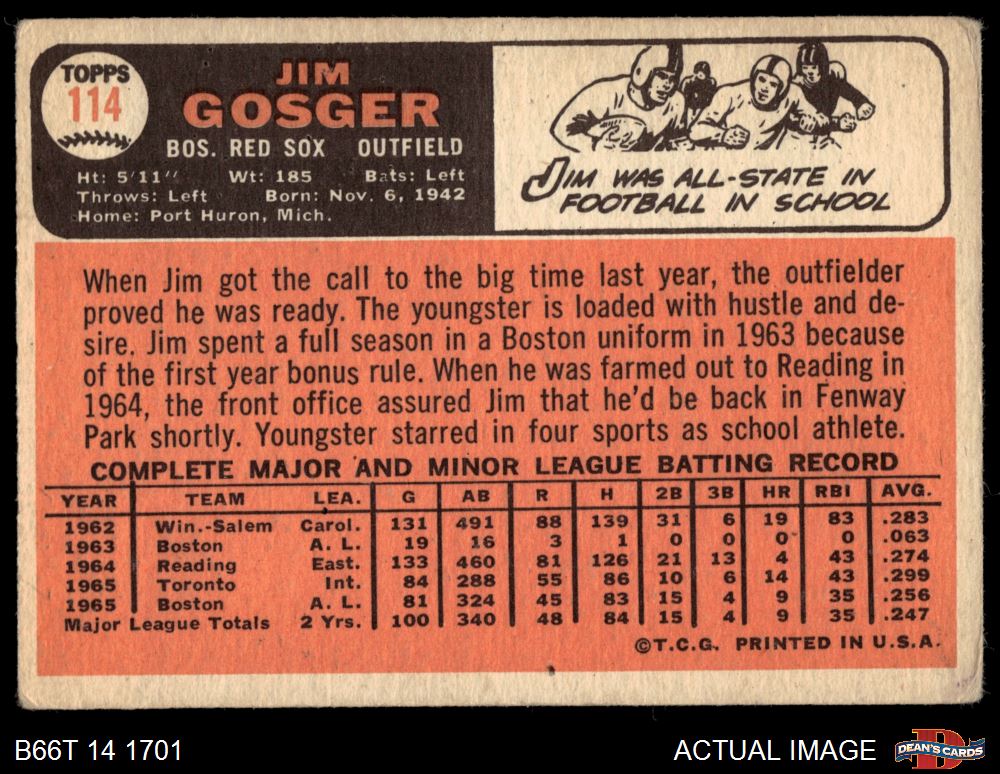 TOPPS
114
JIM
GOSGER
BOS. RED SOX OUTFIELD
Ht: 5'11" Wt: 185 Bats: Left
Throws: Left Born: Nov. 6, 1942
Home: Port Huron, Mich.
JIM WAS ALL-STATE IN
FOOTBALL IN SCHOOL
When Jim got the call to the big time last year, the outfielder
proved he was ready. The youngster is loaded with hustle and de-
sire. Jim spent a full season in a Boston uniform in 1963 because
of the first year bonus rule. When he was farmed out to Reading in
1964, the front office assured Jim that he'd be back in Fenway
Park shortly. Youngster starred in four sports as school athlete.
COMPLETE MAJOR AND MINOR LEAGUE BATTING RECORD
YEAR TEAM LEA. G AB R H 2B 3B HR RBI AVG.
1962 Win.-Salem Carol. 131 491 88 139 31 6 19 83 .283
1963 Boston A. L. 19 16 3 1 0 0 0 0 .063
1964 Reading East. 133 460 81 126 21 13 4 43 .274
1965 Toronto Int. 84 288 55 86 10 6 14 43 .299
1965 Boston A. L. 81 324 45 83 15 4 9 35 .256
Major League Totals 2 Yrs. 100 340 48 84 15 4 9 35 .247
©T.C.G. PRINTED IN U.S.A.
B66T 14 1701
ACTUAL IMAGE
D
DEAN'S CARDS